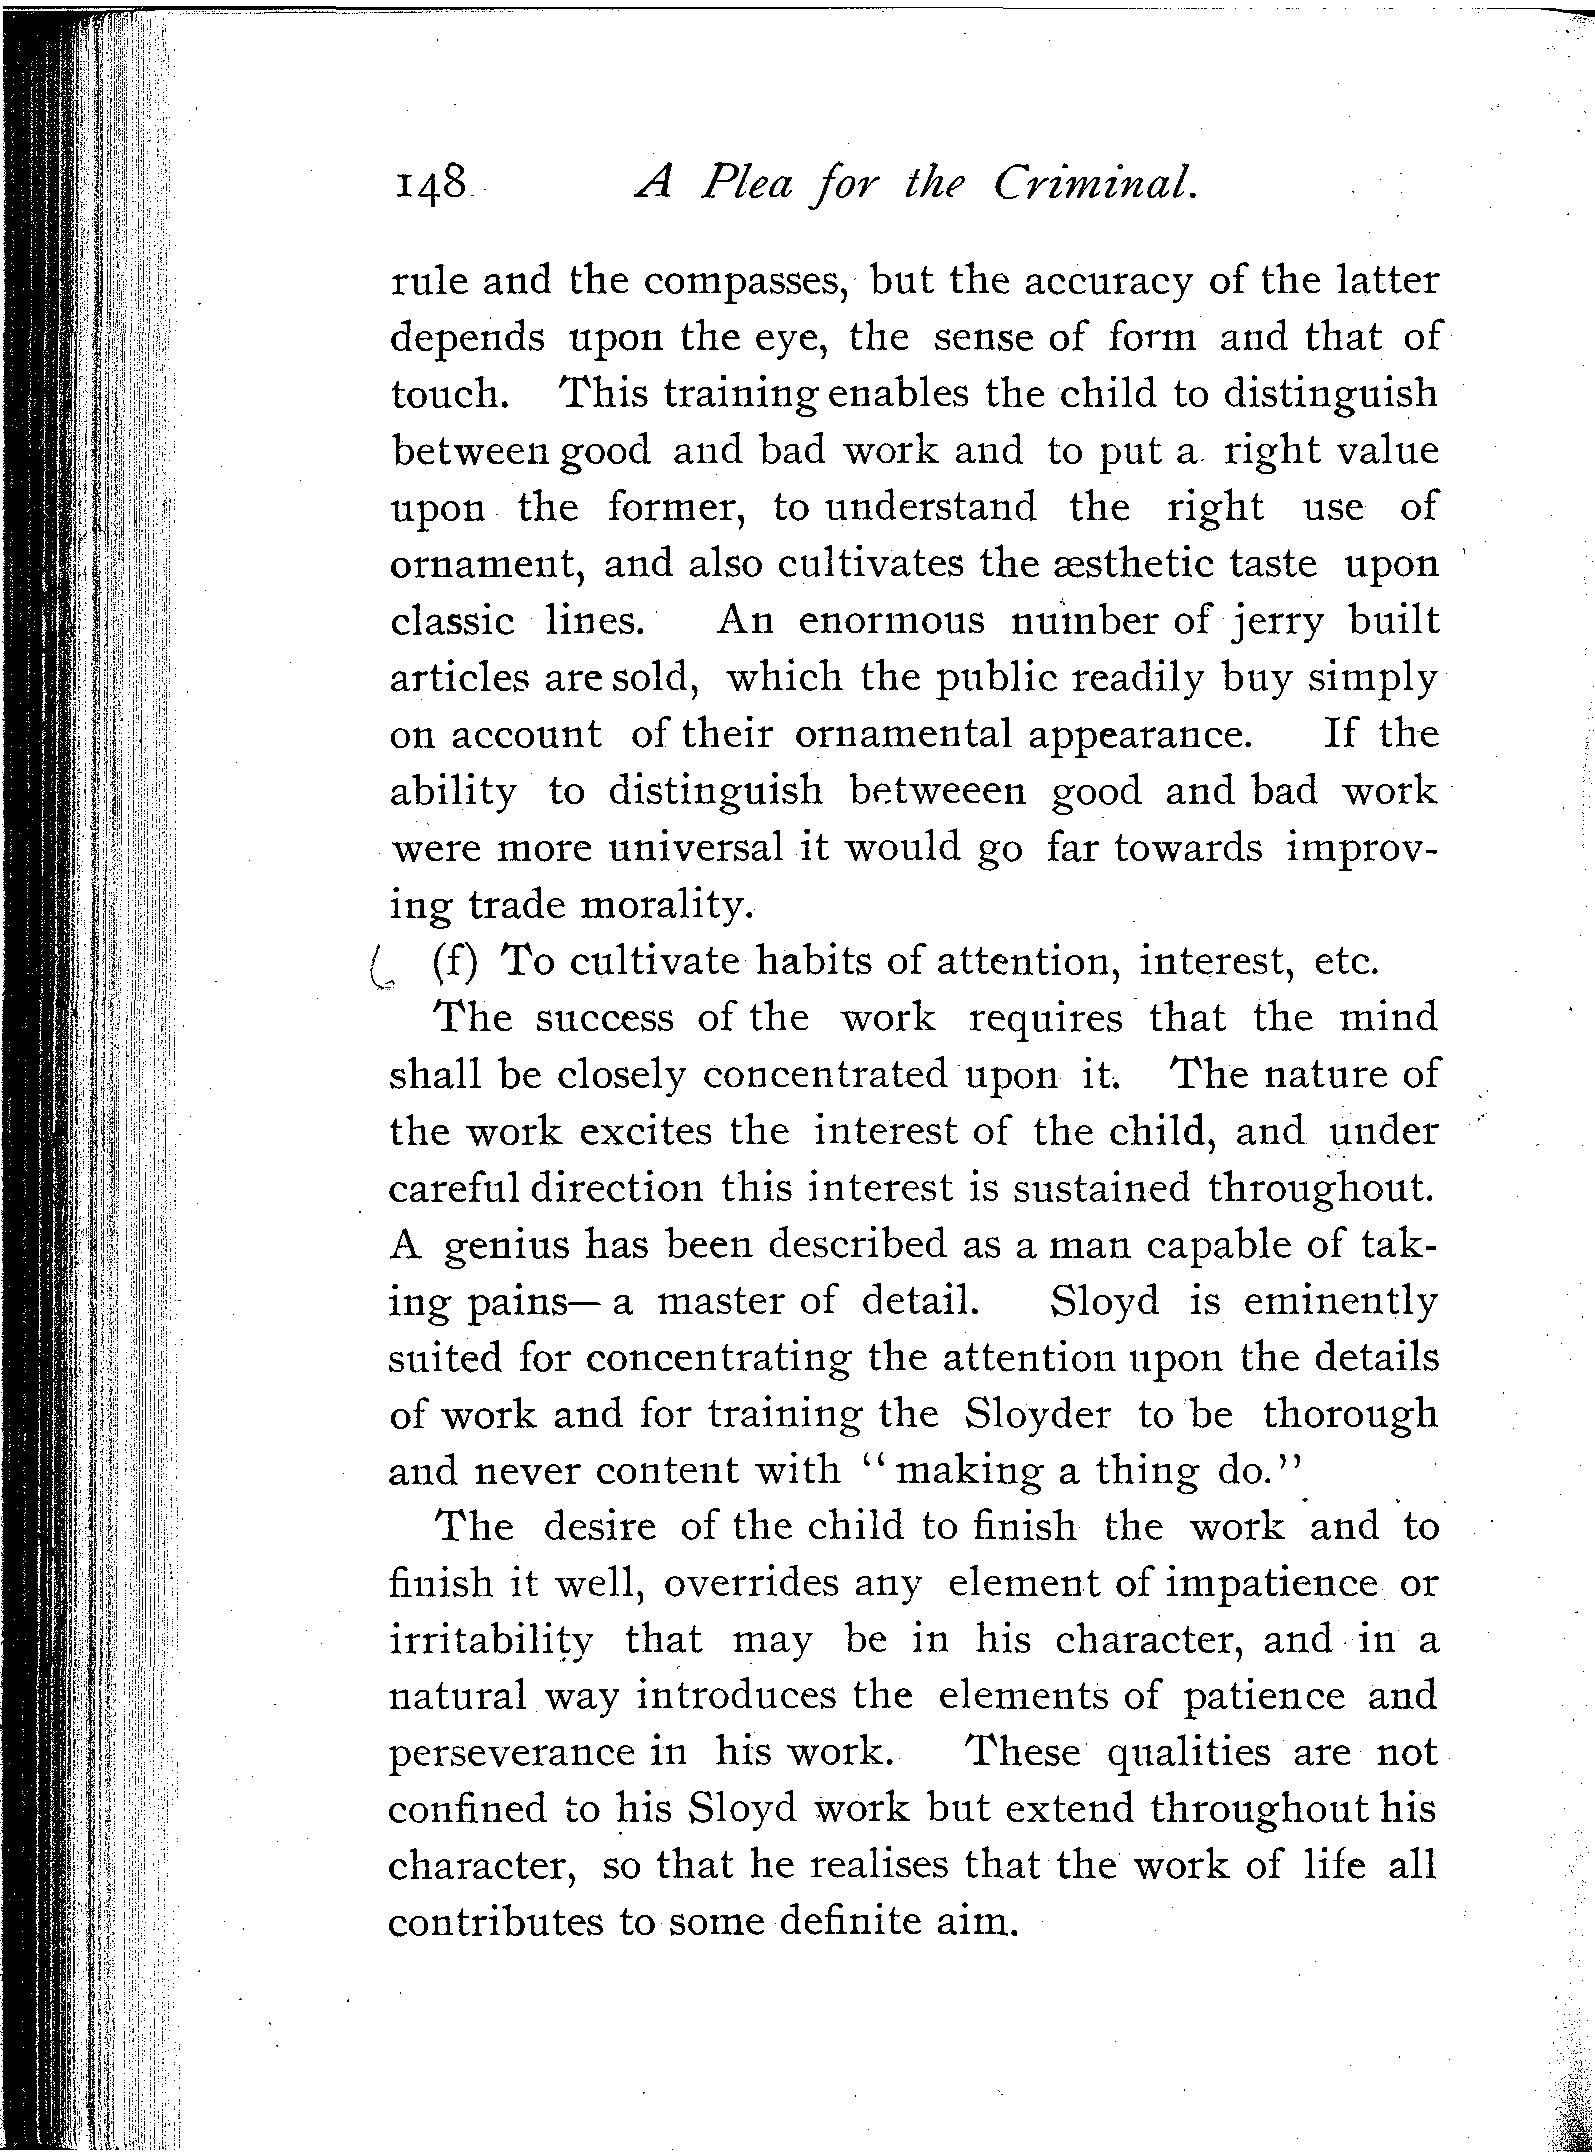 148 A Plea for the Criminal.
rule and the compasses, but the accuracy of the latter
depends upon the eye, the sense of form and that of
touch. This training enables the child to distinguish
between good and bad work and to put a right value
upon the former, to understand the right use of
ornament, and also cultivates the æsthetic taste upon
classic lines. An enormous number of jerry built
articles are sold, which the public readily buy simply
on account of their ornamental appearance. If the
ability to distinguish betweeen good and bad work
were more universal it would go far towards improv-
ing trade morality.
(f) To cultivate habits of attention, interest, etc.
The success of the work requires that the mind
shall be closely concentrated upon it. The nature of
the work excites the interest of the child, and under
careful direction this interest is sustained throughout.
A genius has been described as a man capable of tak-
ing pains— a master of detail. Sloyd is eminently
suited for concentrating the attention upon the details
of work and for training the Sloyder to be thorough
and never content with "making a thing do."
The desire of the child to finish the work and to
finish it well, overrides any element of impatience or
irritability that may be in his character, and in a
natural way introduces the elements of patience and
perseverance in his work. These qualities are not
confined to his Sloyd work but extend throughout his
character, so that he realises that the work of life all
contributes to some definite aim.